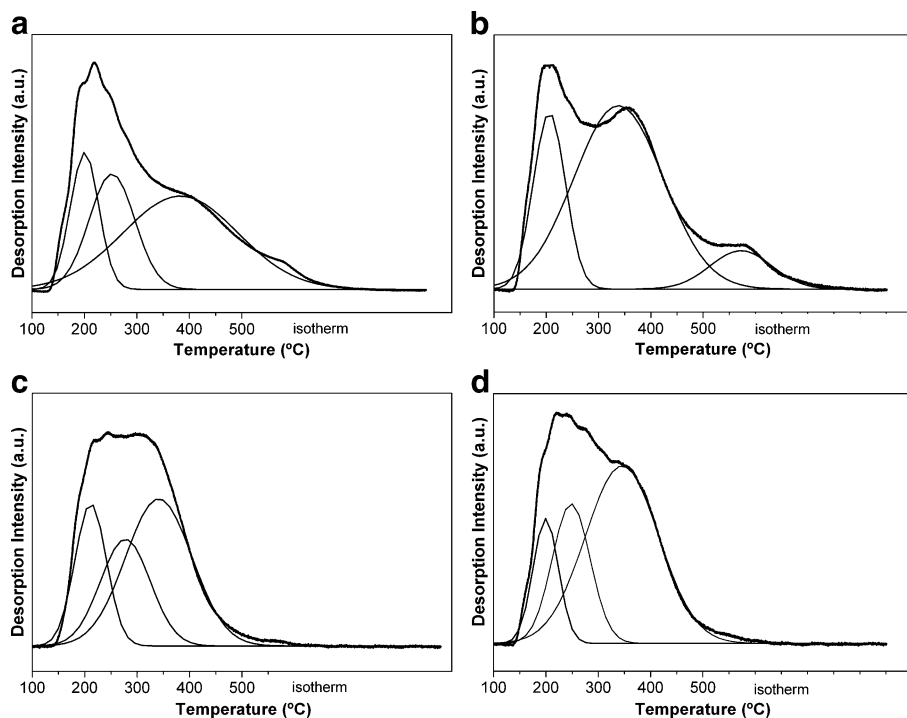 a b
Desorption Intensity (a.u.) Desorption Intensity (a.u.)
100 200 300 400 500 isotherm 100 200 300 400 500 isotherm
Temperature (ºC) Temperature (ºC)
c d
Desorption Intensity (a.u.) Desorption Intensity (a.u.)
100 200 300 400 500 isotherm 100 200 300 400 500 isotherm
Temperature (ºC) Temperature (ºC)